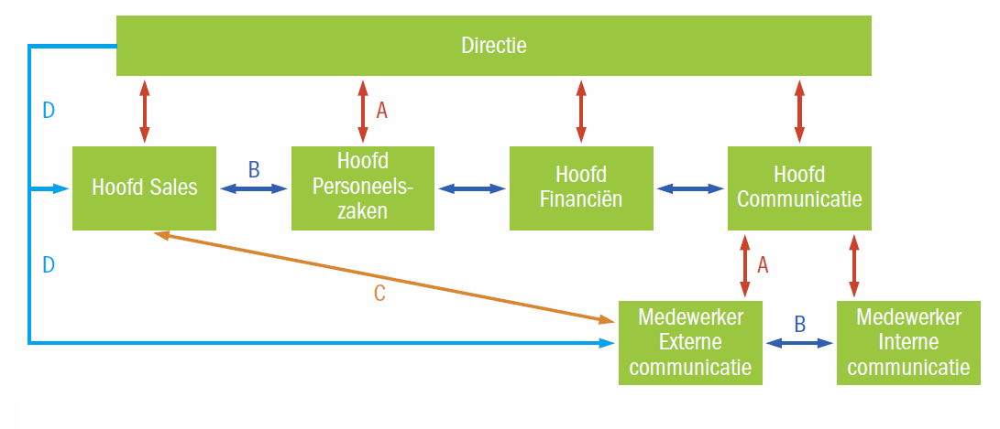 Directie
D
A
Hoofd Sales
B
Hoofd
Personeels-
zaken
Hoofd
Financiën
Hoofd
Communicatie
D
C
A
Medewerker
Externe
communicatie
B
Medewerker
Interne
communicatie